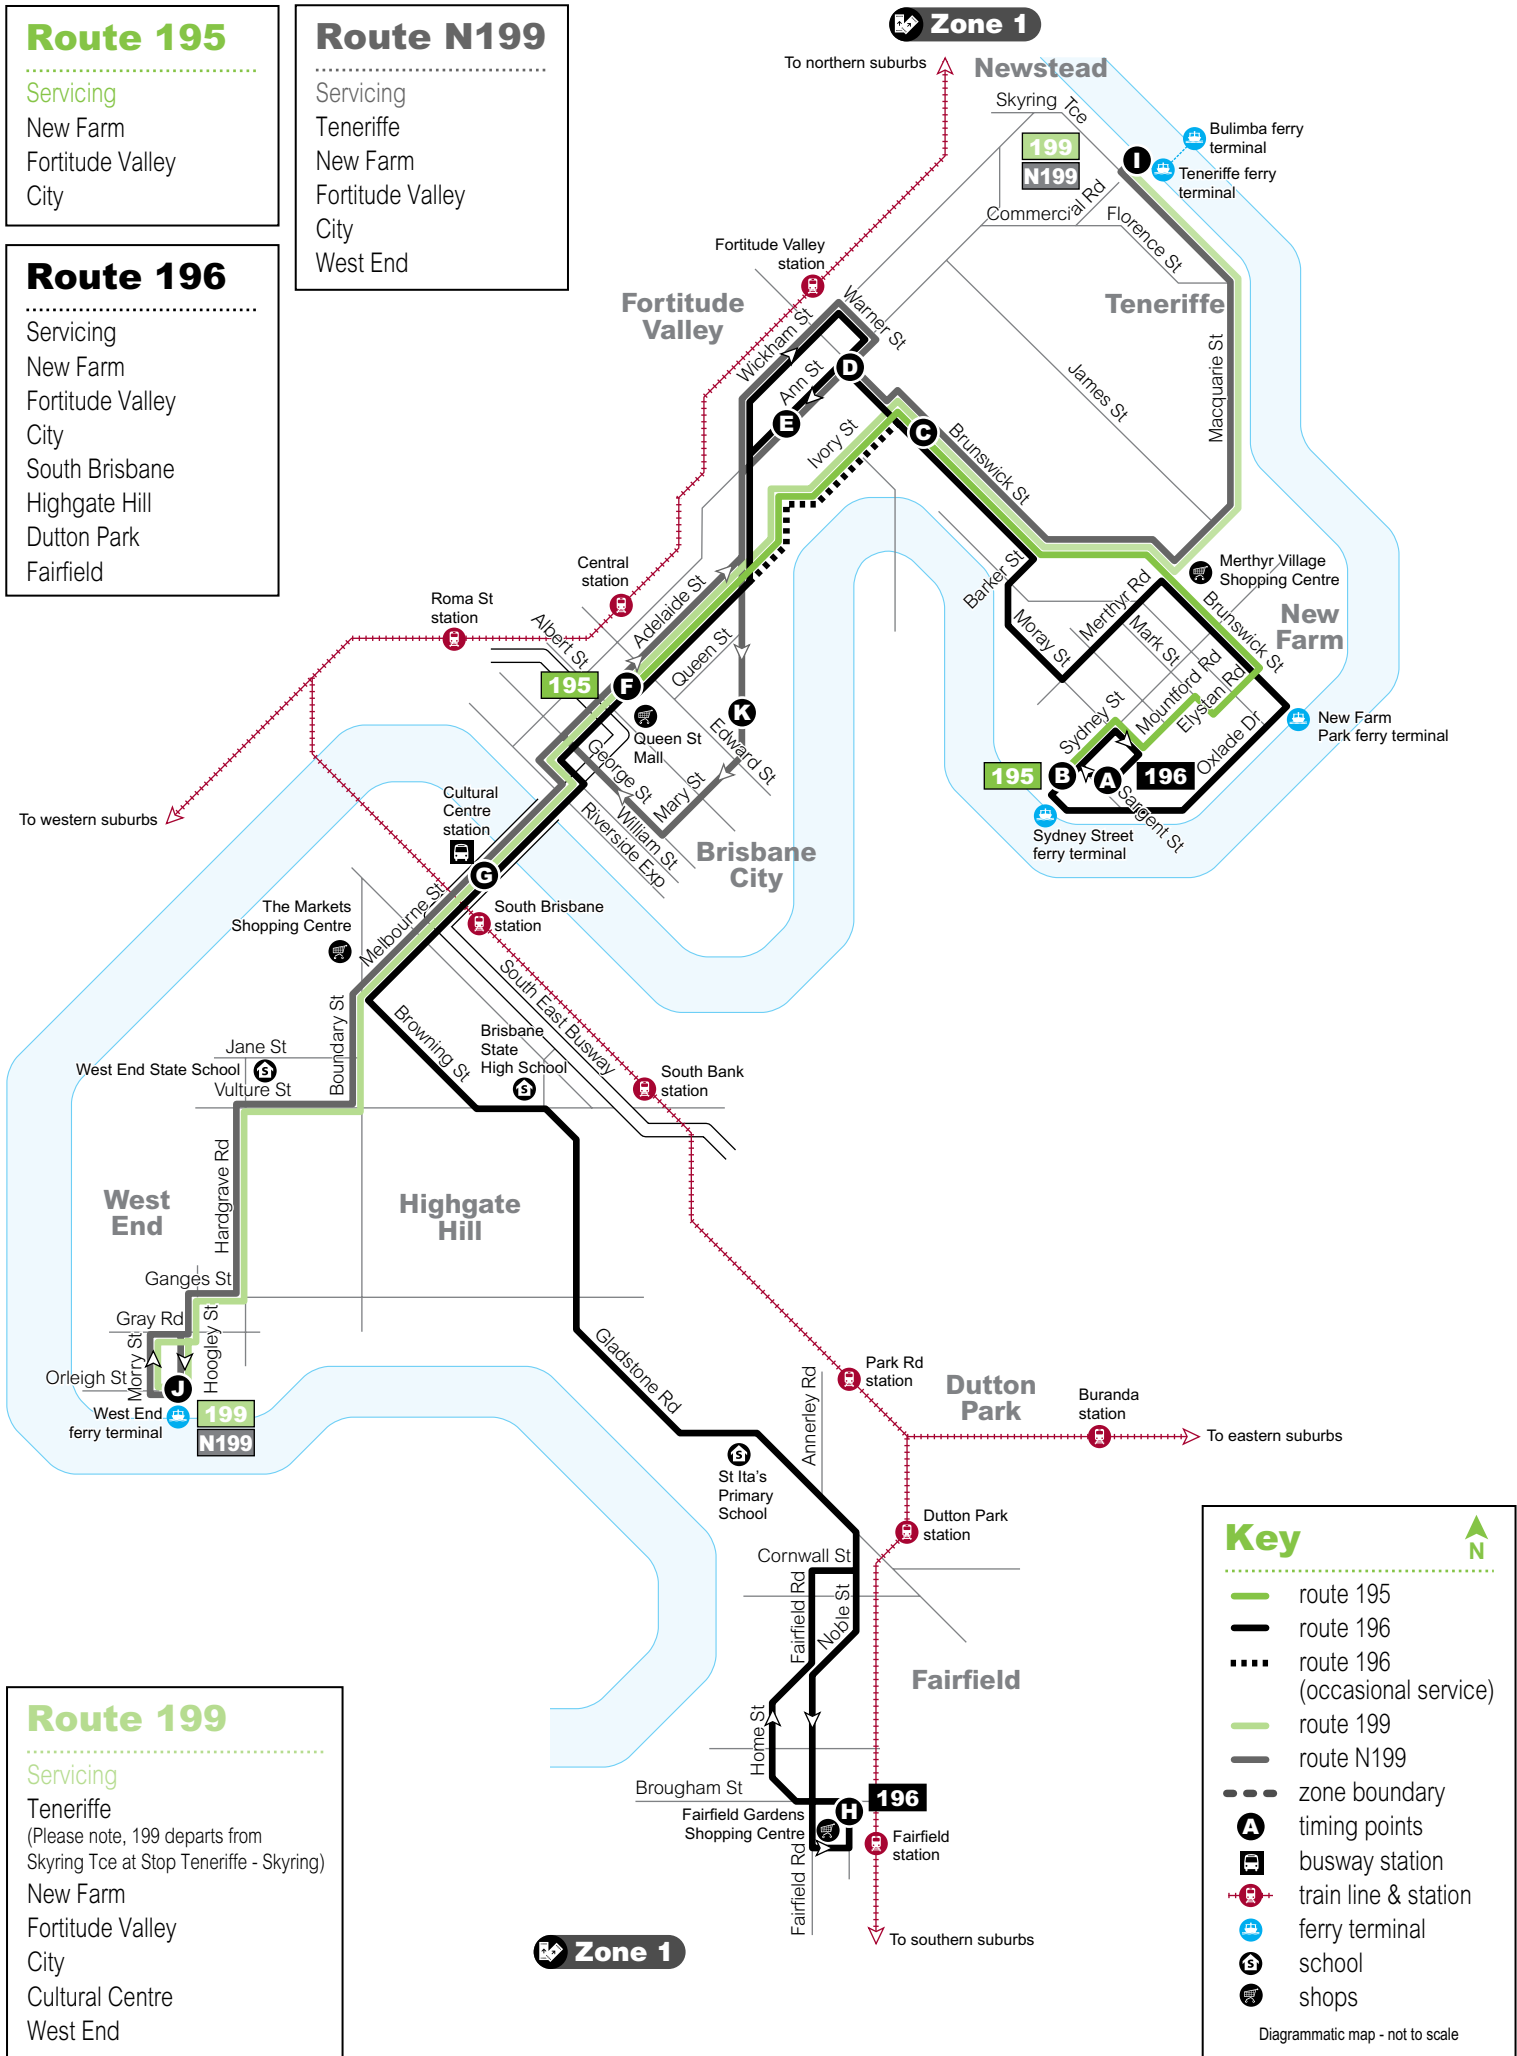 Route 195
Servicing
New Farm
Fortitude Valley
City
Route N199
Servicing
Teneriffe
New Farm
Fortitude Valley
City
West End
Route 196
Servicing
New Farm
Fortitude Valley
City
South Brisbane
Highgate Hill
Dutton Park
Fairfield
Zone 1
To northern suburbs
Newstead
Skyring Tce
Bulimba ferry
terminal
199
N199
I
Teneriffe ferry
terminal
Commercial Rd
Florence St
Fortitude Valley
station
Fortitude
Valley
Teneriffe
Wickham St
Warner St
Ann St
D
E
James St
Macquarie St
Ivory St
C
Brunswick St
Central
station
Roma St
station
Albert St
Adelaide St
Queen St
Barker St
Moray St
Merthyr Rd
Merthyr Village
Shopping Centre
Mark St
Brunswick St
New
Farm
195
F
K
Queen St
Mall
Edward St
Sydney St
Mountford Rd
Elystan Rd
Oxlade Dr
New Farm
Park ferry terminal
195
B
A
196
Sargent St
Sydney Street
ferry terminal
George St
Mary St
William St
Riverside Exp
Brisbane
City
To western suburbs
Cultural
Centre
station
G
Melbourne St
South Brisbane
station
The Markets
Shopping Centre
South East Busway
Boundary St
Browning St
Brisbane
State
High School
Jane St
West End State School
Vulture St
South Bank
station
Hardgrave Rd
West
End
Highgate
Hill
Ganges St
Gray Rd
Morry St
Hoogley St
Orleigh St
J
West End
ferry terminal
199
N199
Gladstone Rd
Annerley Rd
Park Rd
station
Dutton
Park
Buranda
station
To eastern suburbs
St Ita's
Primary
School
Dutton Park
station
Cornwall St
Fairfield Rd
Noble St
Fairfield
Home St
Brougham St
196
H
Fairfield Gardens
Shopping Centre
Fairfield
station
Fairfield Rd
To southern suburbs
Zone 1
Route 199
Servicing
Teneriffe
(Please note, 199 departs from
Skyring Tce at Stop Teneriffe - Skyring)
New Farm
Fortitude Valley
City
Cultural Centre
West End
Key
N
route 195
route 196
route 196
(occasional service)
route 199
route N199
zone boundary
A
timing points
busway station
train line & station
ferry terminal
school
shops
Diagrammatic map - not to scale